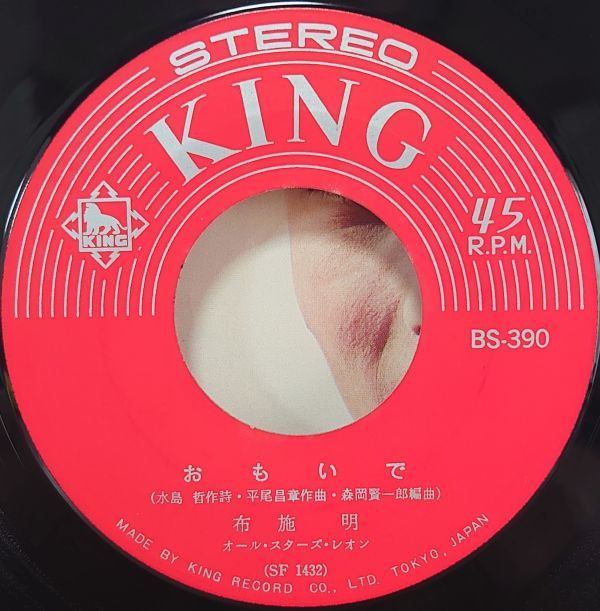 STEREO
KING
KING
45
R.P.M.
BS-390
おもいで
(水島 哲作詩・平尾昌章作曲・森岡賢一郎編曲)
布施 明
オール・スターズ・レオン
(SF 1432)
MADE BY KING RECORD CO., LTD. TOKYO, JAPAN